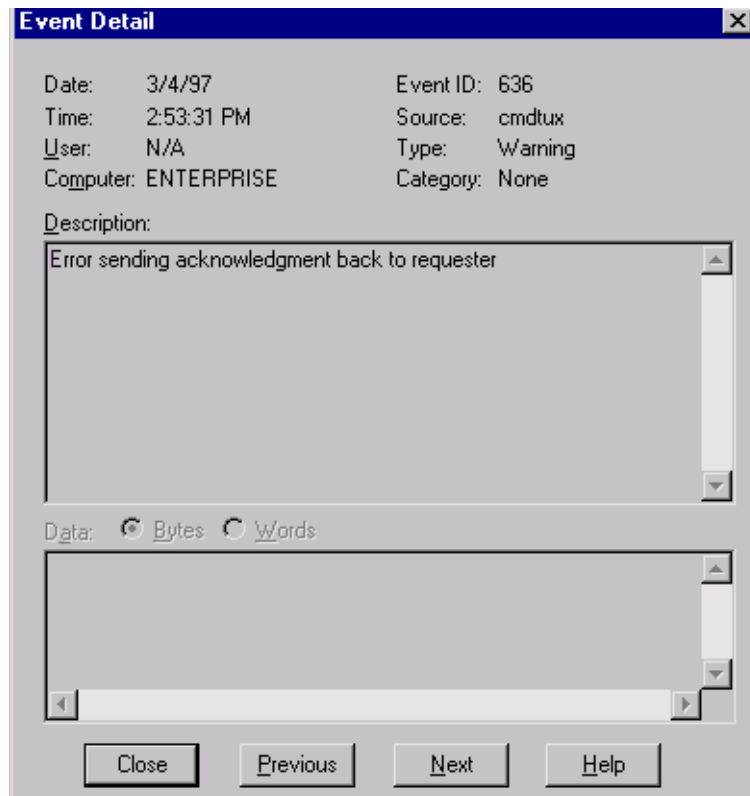 Event Detail
Date: 3/4/97 Event ID: 636
Time: 2:53:31 PM Source: cmdtux
User: N/A Type: Warning
Computer: ENTERPRISE Category: None
Description:
Error sending acknowledgment back to requester
Data: Bytes Words
Close Previous Next Help